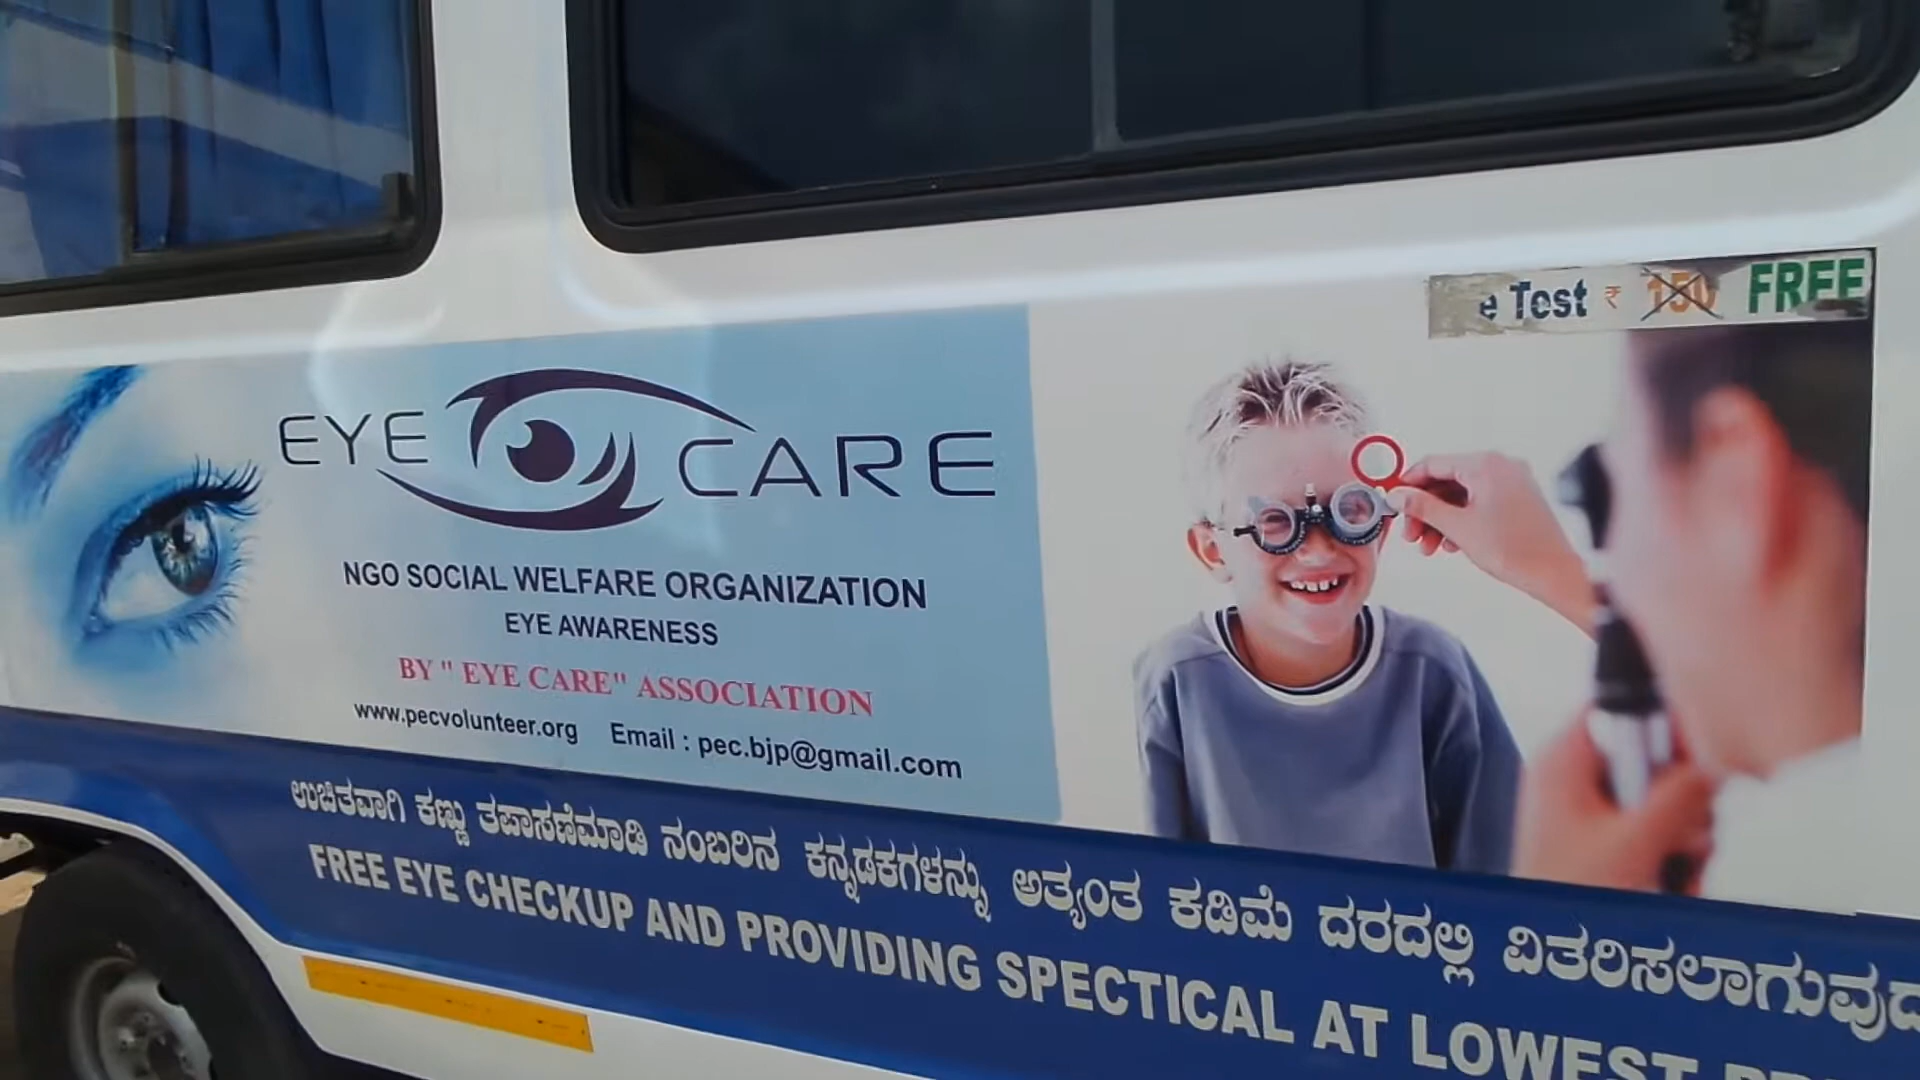 e Test ₹ 150 FREE
EYE CARE
NGO SOCIAL WELFARE ORGANIZATION
EYE AWARENESS
BY " EYE CARE" ASSOCIATION
www.pecvolunteer.org Email : pec.bjp@gmail.com
ಉಚಿತವಾಗಿ ಕಣ್ಣು ತಪಾಸಣೆಮಾಡಿ ನಂಬರಿನ ಕನ್ನಡಕಗಳನ್ನು ಅತ್ಯಂತ ಕಡಿಮೆ ದರದಲ್ಲಿ
FREE EYE CHECKUP AND PROVIDING SPECTICAL AT LOWEST